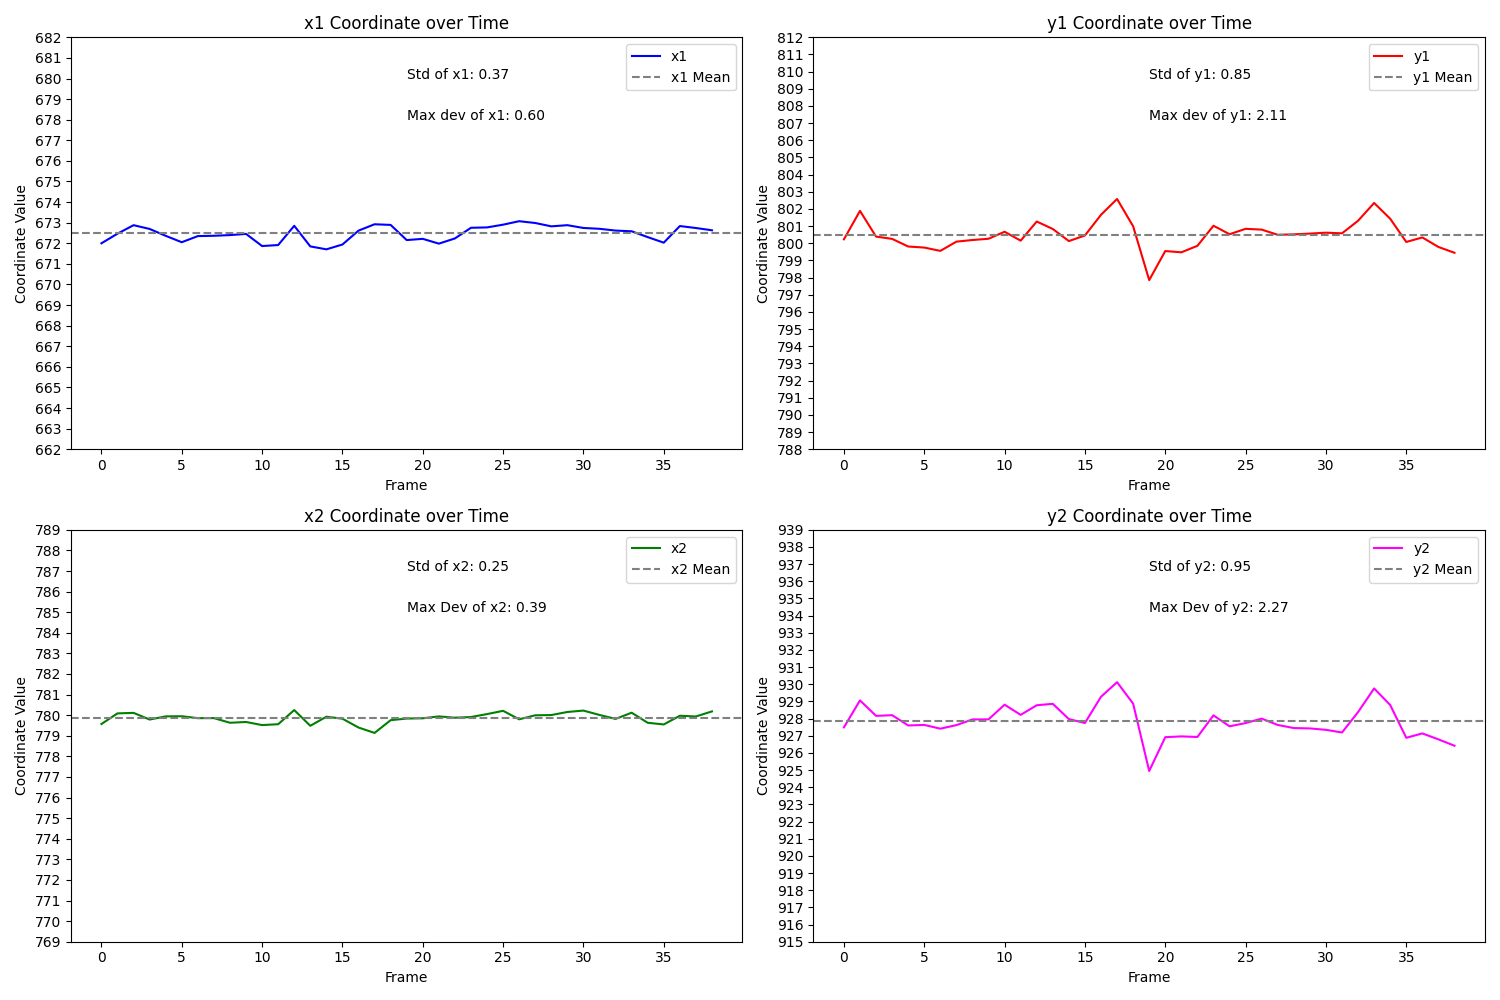 x1 Coordinate over Time
682
681
680
679
678
677
676
675
674
673
672
671
670
669
668
667
666
665
664
663
662
Coordinate Value
Std of x1: 0.37
Max dev of x1: 0.60
x1
x1 Mean
0 5 10 15 20 25 30 35
Frame
y1 Coordinate over Time
812
811
810
809
808
807
806
805
804
803
802
801
800
799
798
797
796
795
794
793
792
791
790
789
788
Coordinate Value
Std of y1: 0.85
Max dev of y1: 2.11
y1
y1 Mean
0 5 10 15 20 25 30 35
Frame
x2 Coordinate over Time
789
788
787
786
785
784
783
782
781
780
779
778
777
776
775
774
773
772
771
770
769
Coordinate Value
Std of x2: 0.25
Max Dev of x2: 0.39
x2
x2 Mean
0 5 10 15 20 25 30 35
Frame
y2 Coordinate over Time
939
938
937
936
935
934
933
932
931
930
929
928
927
926
925
924
923
922
921
920
919
918
917
916
915
Coordinate Value
Std of y2: 0.95
Max Dev of y2: 2.27
y2
y2 Mean
0 5 10 15 20 25 30 35
Frame